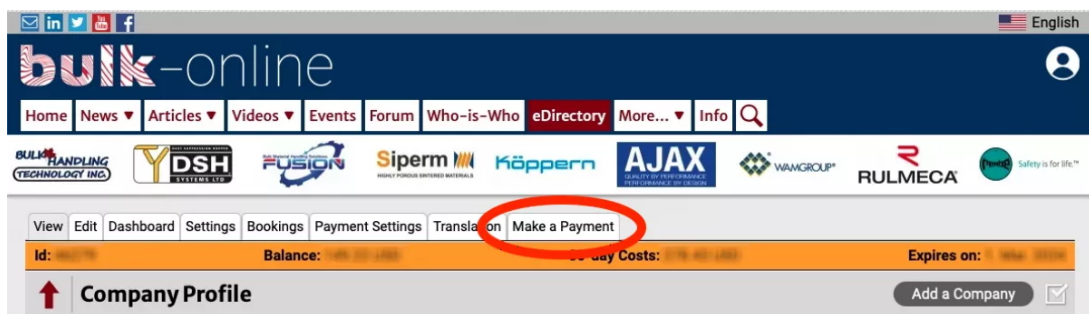 English
bulk-online
Home News ▼ Articles ▼ Videos ▼ Events Forum Who-is-Who eDirectory More... ▼ Info
BULK HANDLING TECHNOLOGY INC. DSH SYSTEMS LTD FUSION Siperm HIGHLY POROUS SINTERED MATERIALS Köppern AJAX QUALITY BY PERFORMANCE PERFORMANCE BY DESIGN WAMGROUP RULMECA Safety is for life.™
View Edit Dashboard Settings Bookings Payment Settings Translation Make a Payment
Id: Balance: Costs: Expires on:
Company Profile Add a Company